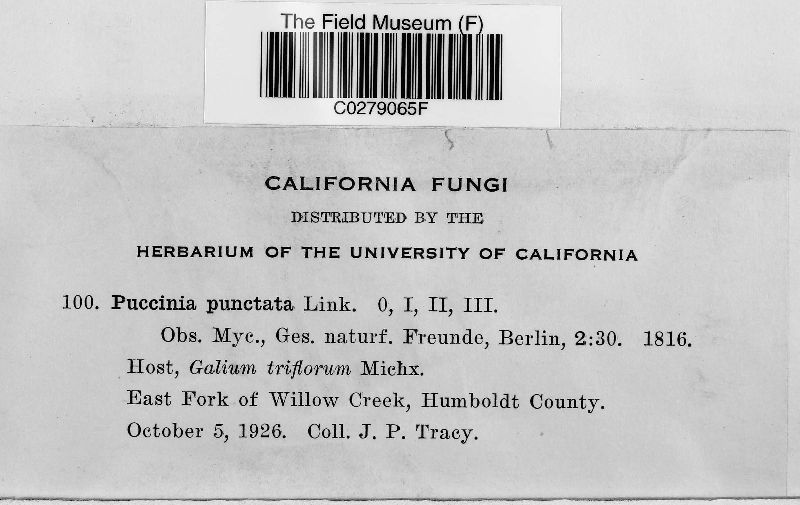 The Field Museum (F)
C0279065F
CALIFORNIA FUNGI
DISTRIBUTED BY THE
HERBARIUM OF THE UNIVERSITY OF CALIFORNIA
100. Puccinia punctata Link. 0, I, II, III.
Obs. Myc., Ges. naturf. Freunde, Berlin, 2:30. 1816.
Host, Galium triflorum Michx.
East Fork of Willow Creek, Humboldt County.
October 5, 1926. Coll. J. P. Tracy.